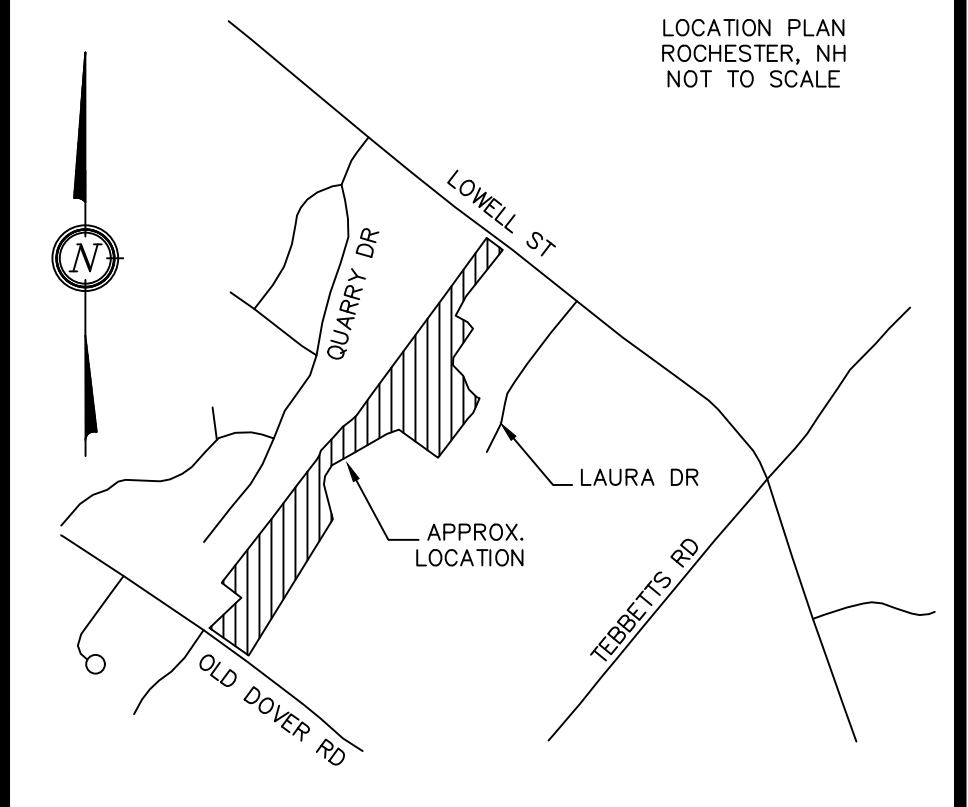 LOCATION PLAN
ROCHESTER, NH
NOT TO SCALE
LOWELL ST
N
QUARRY DR
LAURA DR
APPROX.
LOCATION
TEBBETTS RD
OLD DOVER RD